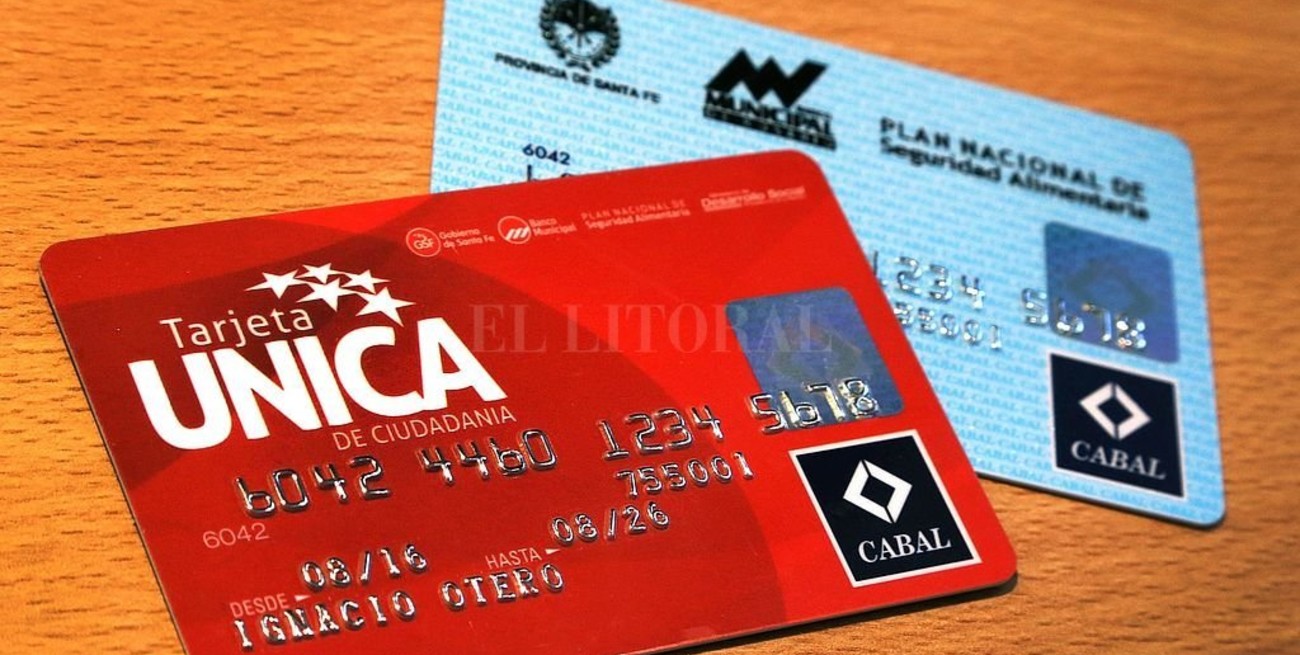 PROVINCIA DE SANTA FE
MUNICIPAL
PLAN NACIONAL DE
Seguridad Alimentaria
6042
1234 5678
55001
CABAL
GSF
Gobierno
de Santa Fe
Banco
Municipal
PLAN NACIONAL DE
Seguridad Alimentaria
Desarrollo Social
Tarjeta
UNICA
DE CIUDADANIA
EL LITORAL
6042 4460 1234 5678
755001
6042
08/16
HASTA
08/26
DESDE
IGNACIO OTERO
CABAL